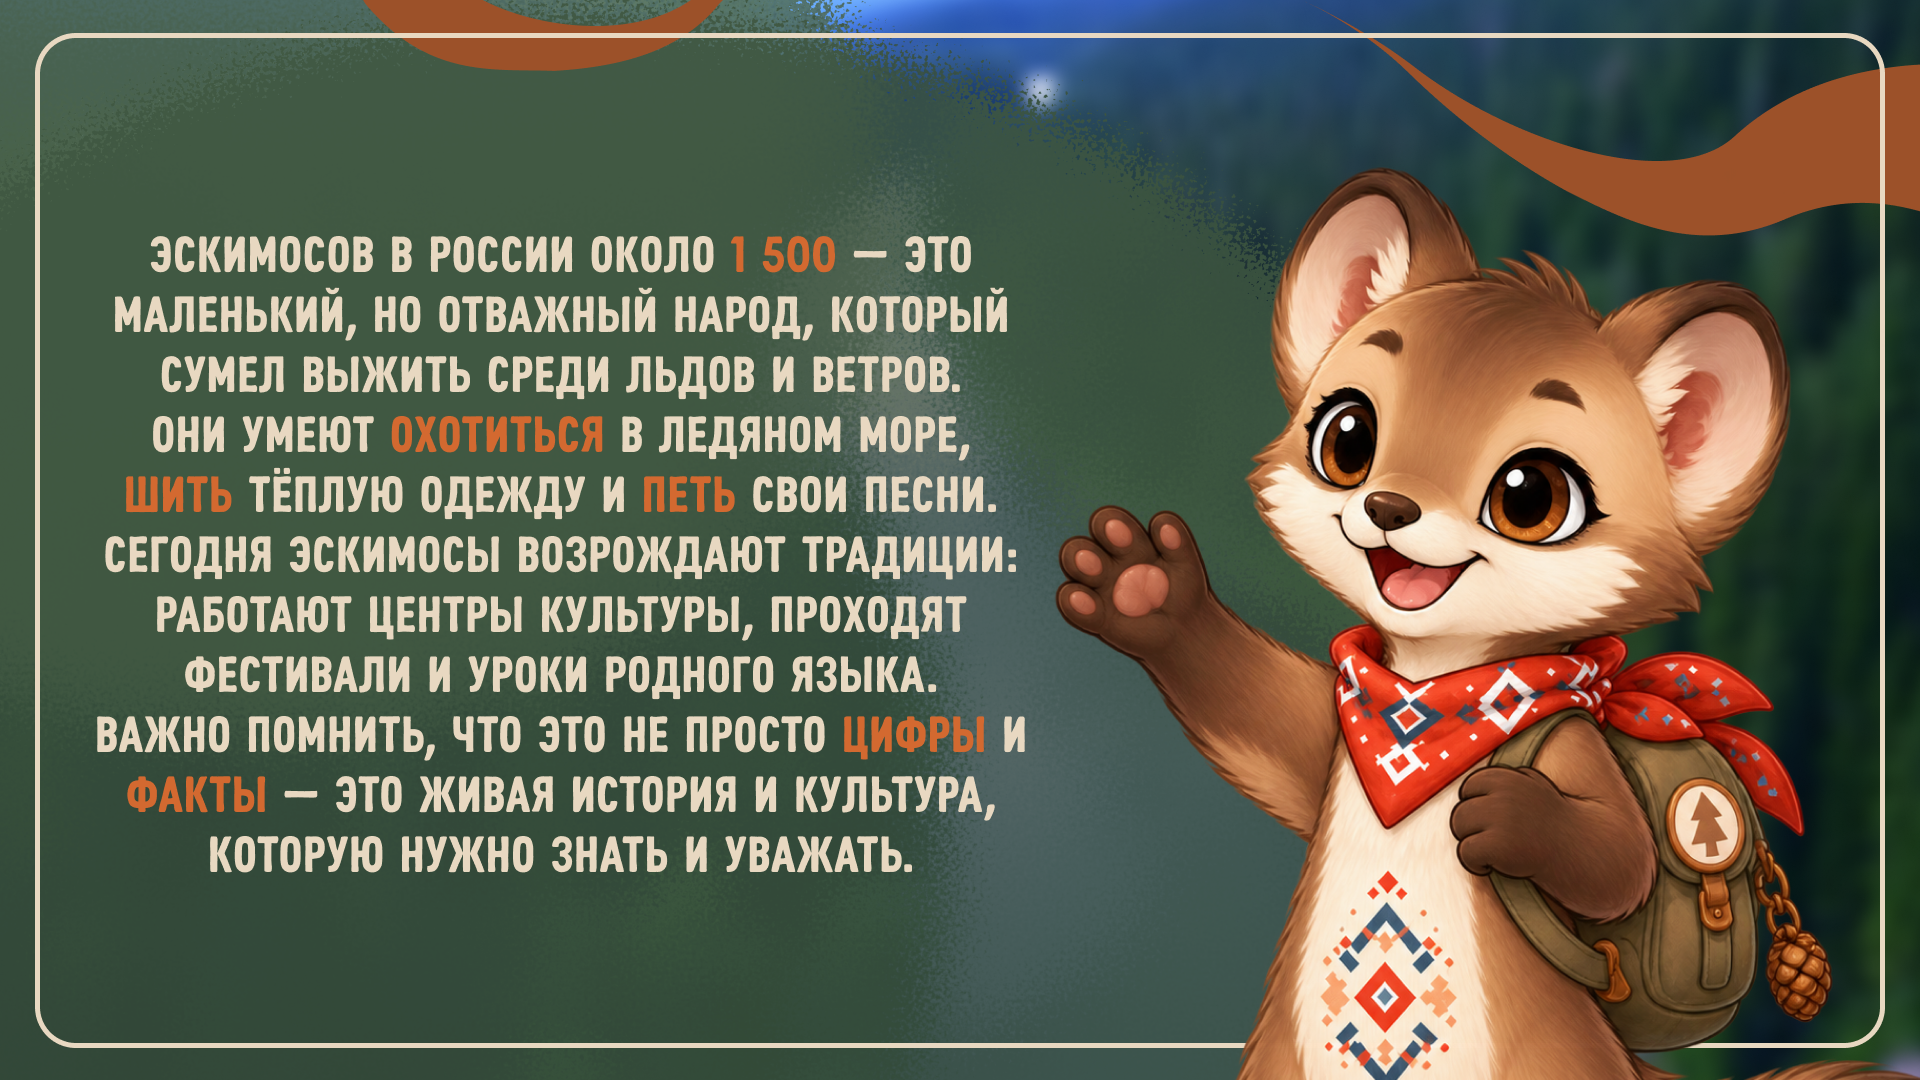 ЭСКИМОСОВ В РОССИИ ОКОЛО 1 500 — ЭТО
МАЛЕНЬКИЙ, НО ОТВАЖНЫЙ НАРОД, КОТОРЫЙ
СУМЕЛ ВЫЖИТЬ СРЕДИ ЛЬДОВ И ВЕТРОВ.
ОНИ УМЕЮТ ОХОТИТЬСЯ В ЛЕДЯНОМ МОРЕ,
ШИТЬ ТЁПЛУЮ ОДЕЖДУ И ПЕТЬ СВОИ ПЕСНИ.
СЕГОДНЯ ЭСКИМОСЫ ВОЗРОЖДАЮТ ТРАДИЦИИ:
РАБОТАЮТ ЦЕНТРЫ КУЛЬТУРЫ, ПРОХОДЯТ
ФЕСТИВАЛИ И УРОКИ РОДНОГО ЯЗЫКА.
ВАЖНО ПОМНИТЬ, ЧТО ЭТО НЕ ПРОСТО ЦИФРЫ И
ФАКТЫ — ЭТО ЖИВАЯ ИСТОРИЯ И КУЛЬТУРА,
КОТОРУЮ НУЖНО ЗНАТЬ И УВАЖАТЬ.